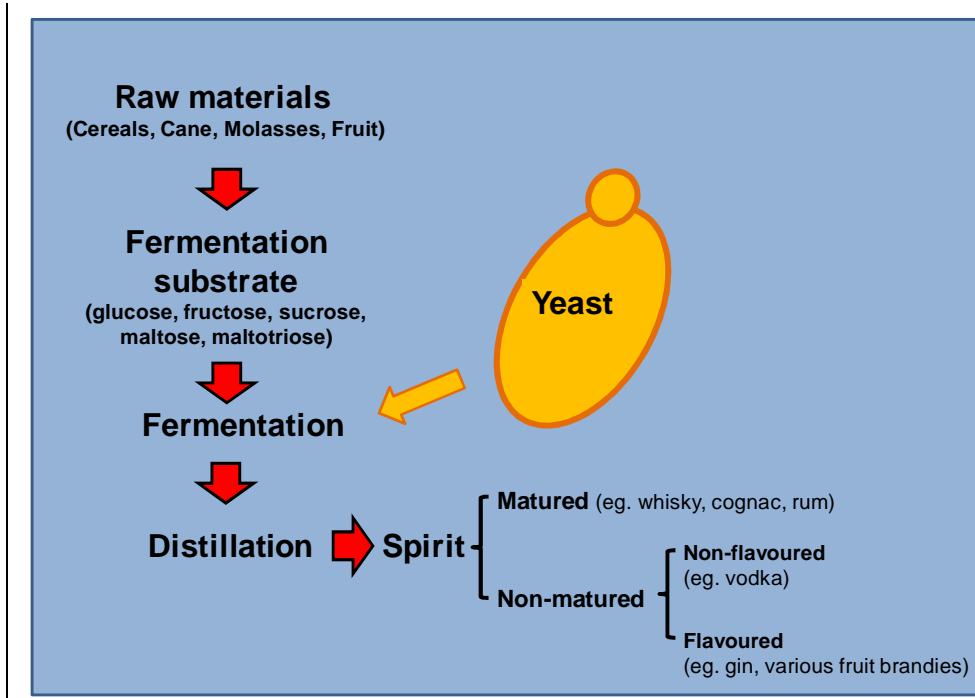 Raw materials
(Cereals, Cane, Molasses, Fruit)
Fermentation
substrate
(glucose, fructose, sucrose,
maltose, maltotriose)
Yeast
Fermentation
Distillation
Spirit
Matured (eg. whisky, cognac, rum)
Non-matured
Non-flavoured
(eg. vodka)
Flavoured
(eg. gin, various fruit brandies)